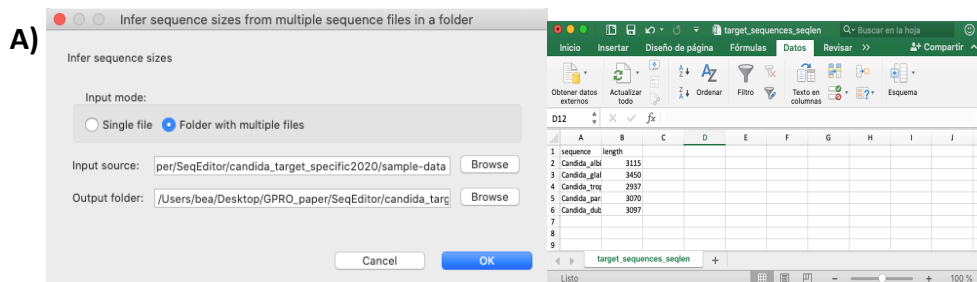 A)
Infer sequence sizes from multiple sequence files in a folder
Infer sequence sizes
Input mode:
Single file
Folder with multiple files
Input source: per/SeqEditor/candida_target_specific2020/sample-data Browse
Output folder: /Users/bea/Desktop/GPRO_paper/SeqEditor/candida_targ Browse
Cancel OK
target_sequences_seqlen
Buscar en la hoja
Inicio Insertar Diseño de página Fórmulas Datos Revisar >> Compartir
Obtener datos externos
Actualizar todo
Ordenar
Filtro
Texto en columnas
Esquema
D12 fx
A B C D E F G H I J
1 sequence length
2 Candida_albi 3115
3 Candida_glal 3450
4 Candida_trop 2937
5 Candida_par 3070
6 Candida_dub 3097
7
8
9
target_sequences_seqlen +
Listo
100 %